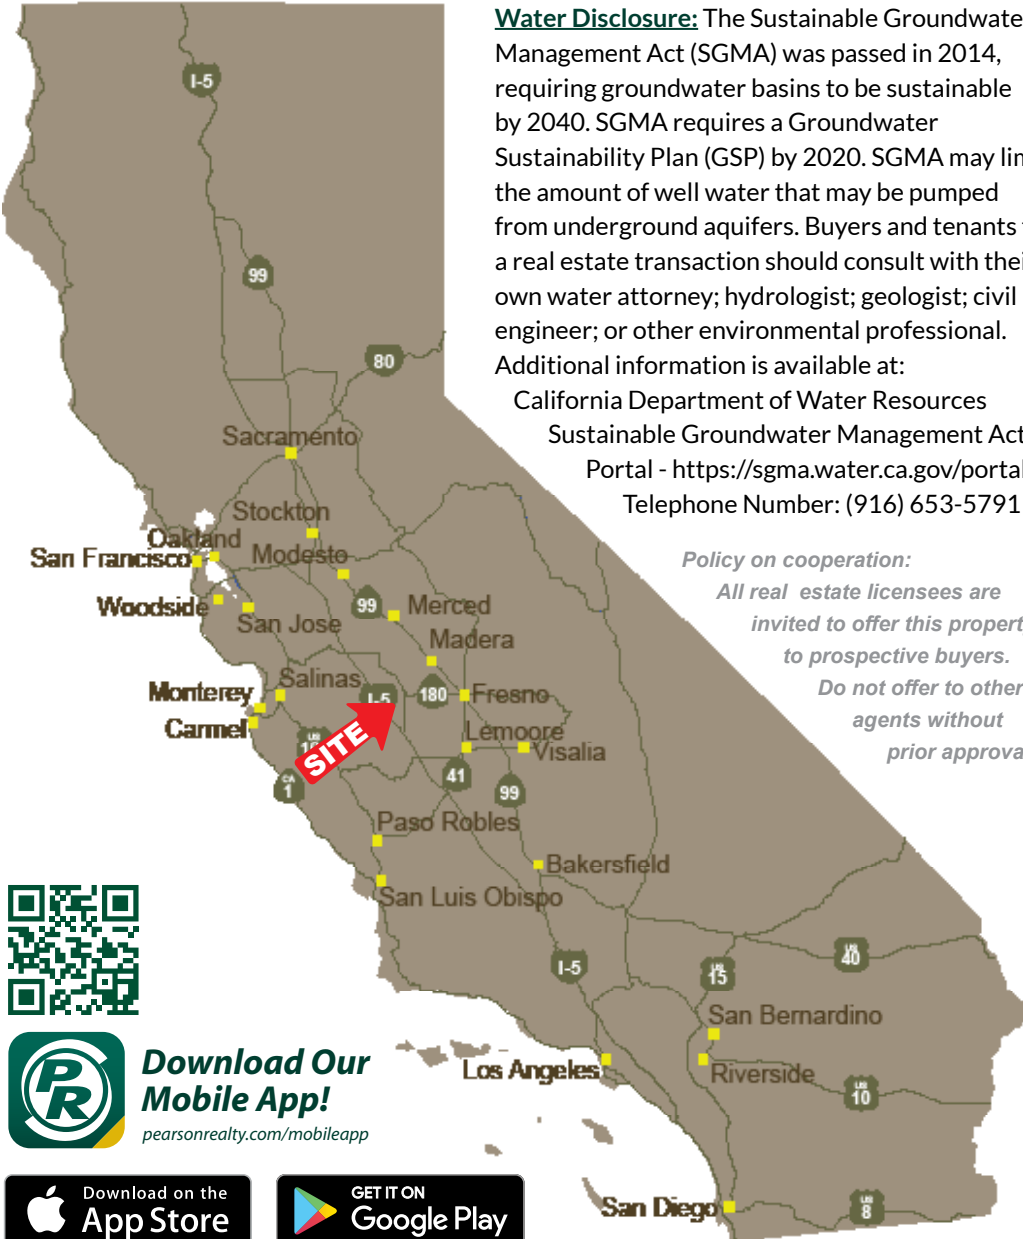 Water Disclosure: The Sustainable Groundwate
Management Act (SGMA) was passed in 2014,
requiring groundwater basins to be sustainable
by 2040. SGMA requires a Groundwater
Sustainability Plan (GSP) by 2020. SGMA may lim
the amount of well water that may be pumped
from underground aquifers. Buyers and tenants
a real estate transaction should consult with thei
own water attorney; hydrologist; geologist; civil
engineer; or other environmental professional.
Additional information is available at:
California Department of Water Resources
Sustainable Groundwater Management Act
Portal - https://sgma.water.ca.gov/portal
Telephone Number: (916) 653-5791
Policy on cooperation:
All real estate licensees are
invited to offer this propert
to prospective buyers.
Do not offer to other
agents without
prior approva
I-5
99
80
Sacramento
Stockton
Oakland
San Francisco
Modesto
Woodside
San Jose
99
Merced
Madera
Salinas
Monterey
Carmel
I-5
180
Fresno
US
SITE
Lemoore
Visalia
CA
1
41
99
Paso Robles
Bakersfield
San Luis Obispo
I-5
US
15
US
40
San Bernardino
Los Angeles
Riverside
US
10
San Diego
US
8
PR
Download Our
Mobile App!
pearsonrealty.com/mobileapp
Download on the
App Store
GET IT ON
Google Play